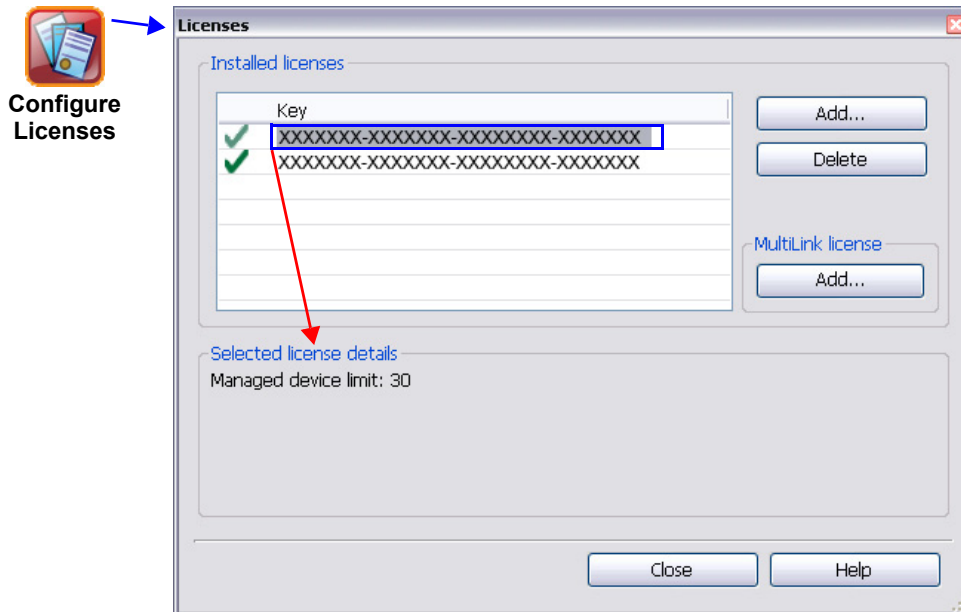 Configure
Licenses
Licenses
Installed licenses
Key
XXXXXXX-XXXXXXX-XXXXXXXX-XXXXXXX
XXXXXXX-XXXXXXX-XXXXXXXX-XXXXXXX
Add...
Delete
MultiLink license
Add...
Selected license details
Managed device limit: 30
Close
Help